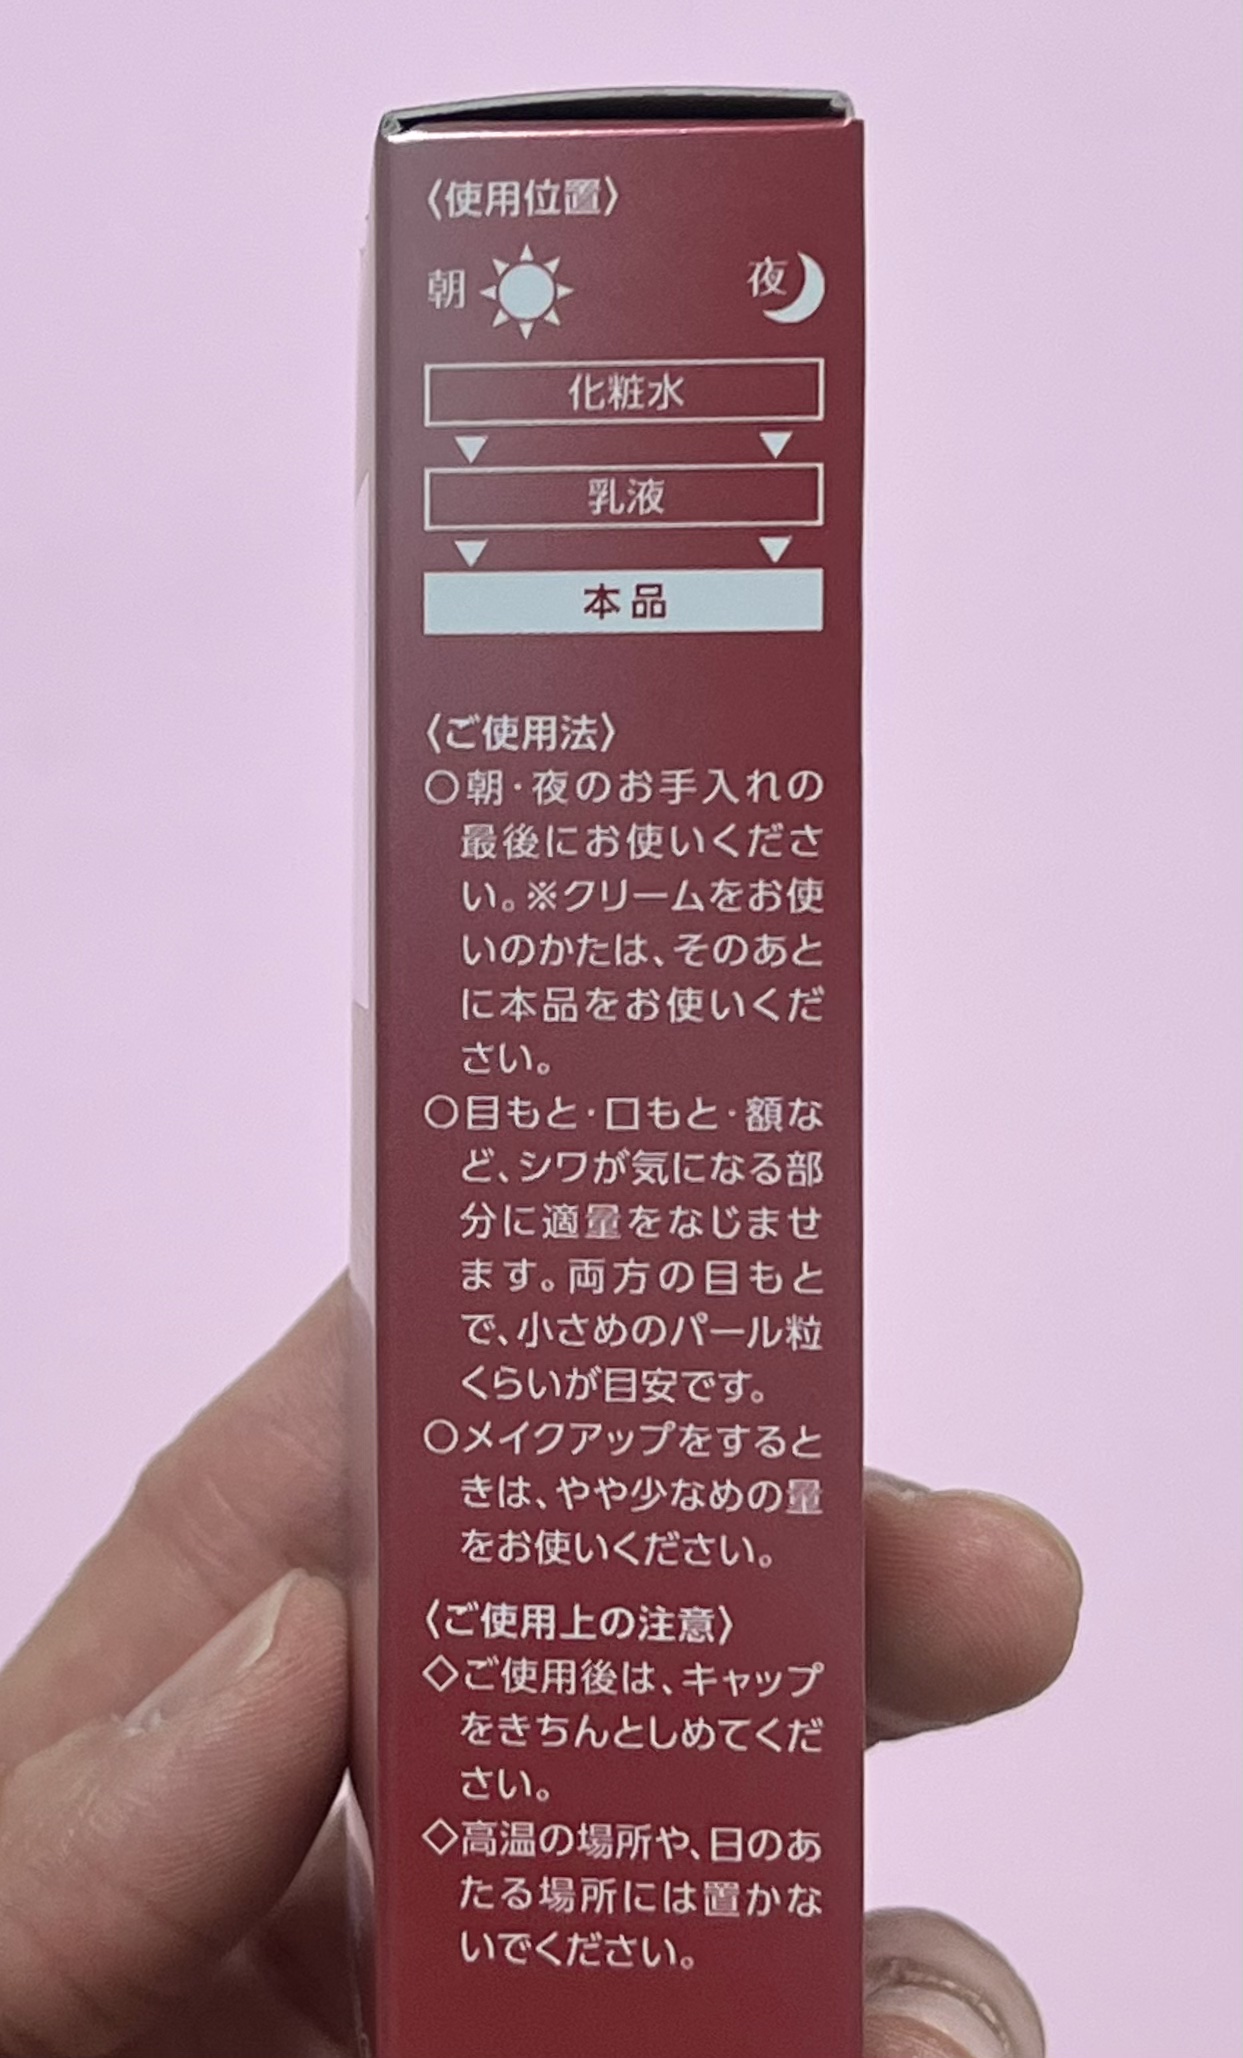 〈使用位置〉
朝 夜
化粧水
乳液
本品
〈ご使用法〉
○朝・夜のお手入れの
最後にお使いくださ
い。※クリームをお使
いのかたは、そのあと
に本品をお使いくだ
さい。
○目もと・口もと・額な
ど、シワが気になる部
分に適量をなじませ
ます。両方の目もと
で、小さめのパール粒
くらいが目安です。
○メイクアップをすると
きは、やや少なめの量
をお使いください。
〈ご使用上の注意〉
◇ご使用後は、キャップ
をきちんとしめてくだ
さい。
◇高温の場所や、日のあ
たる場所には置かな
いでください。